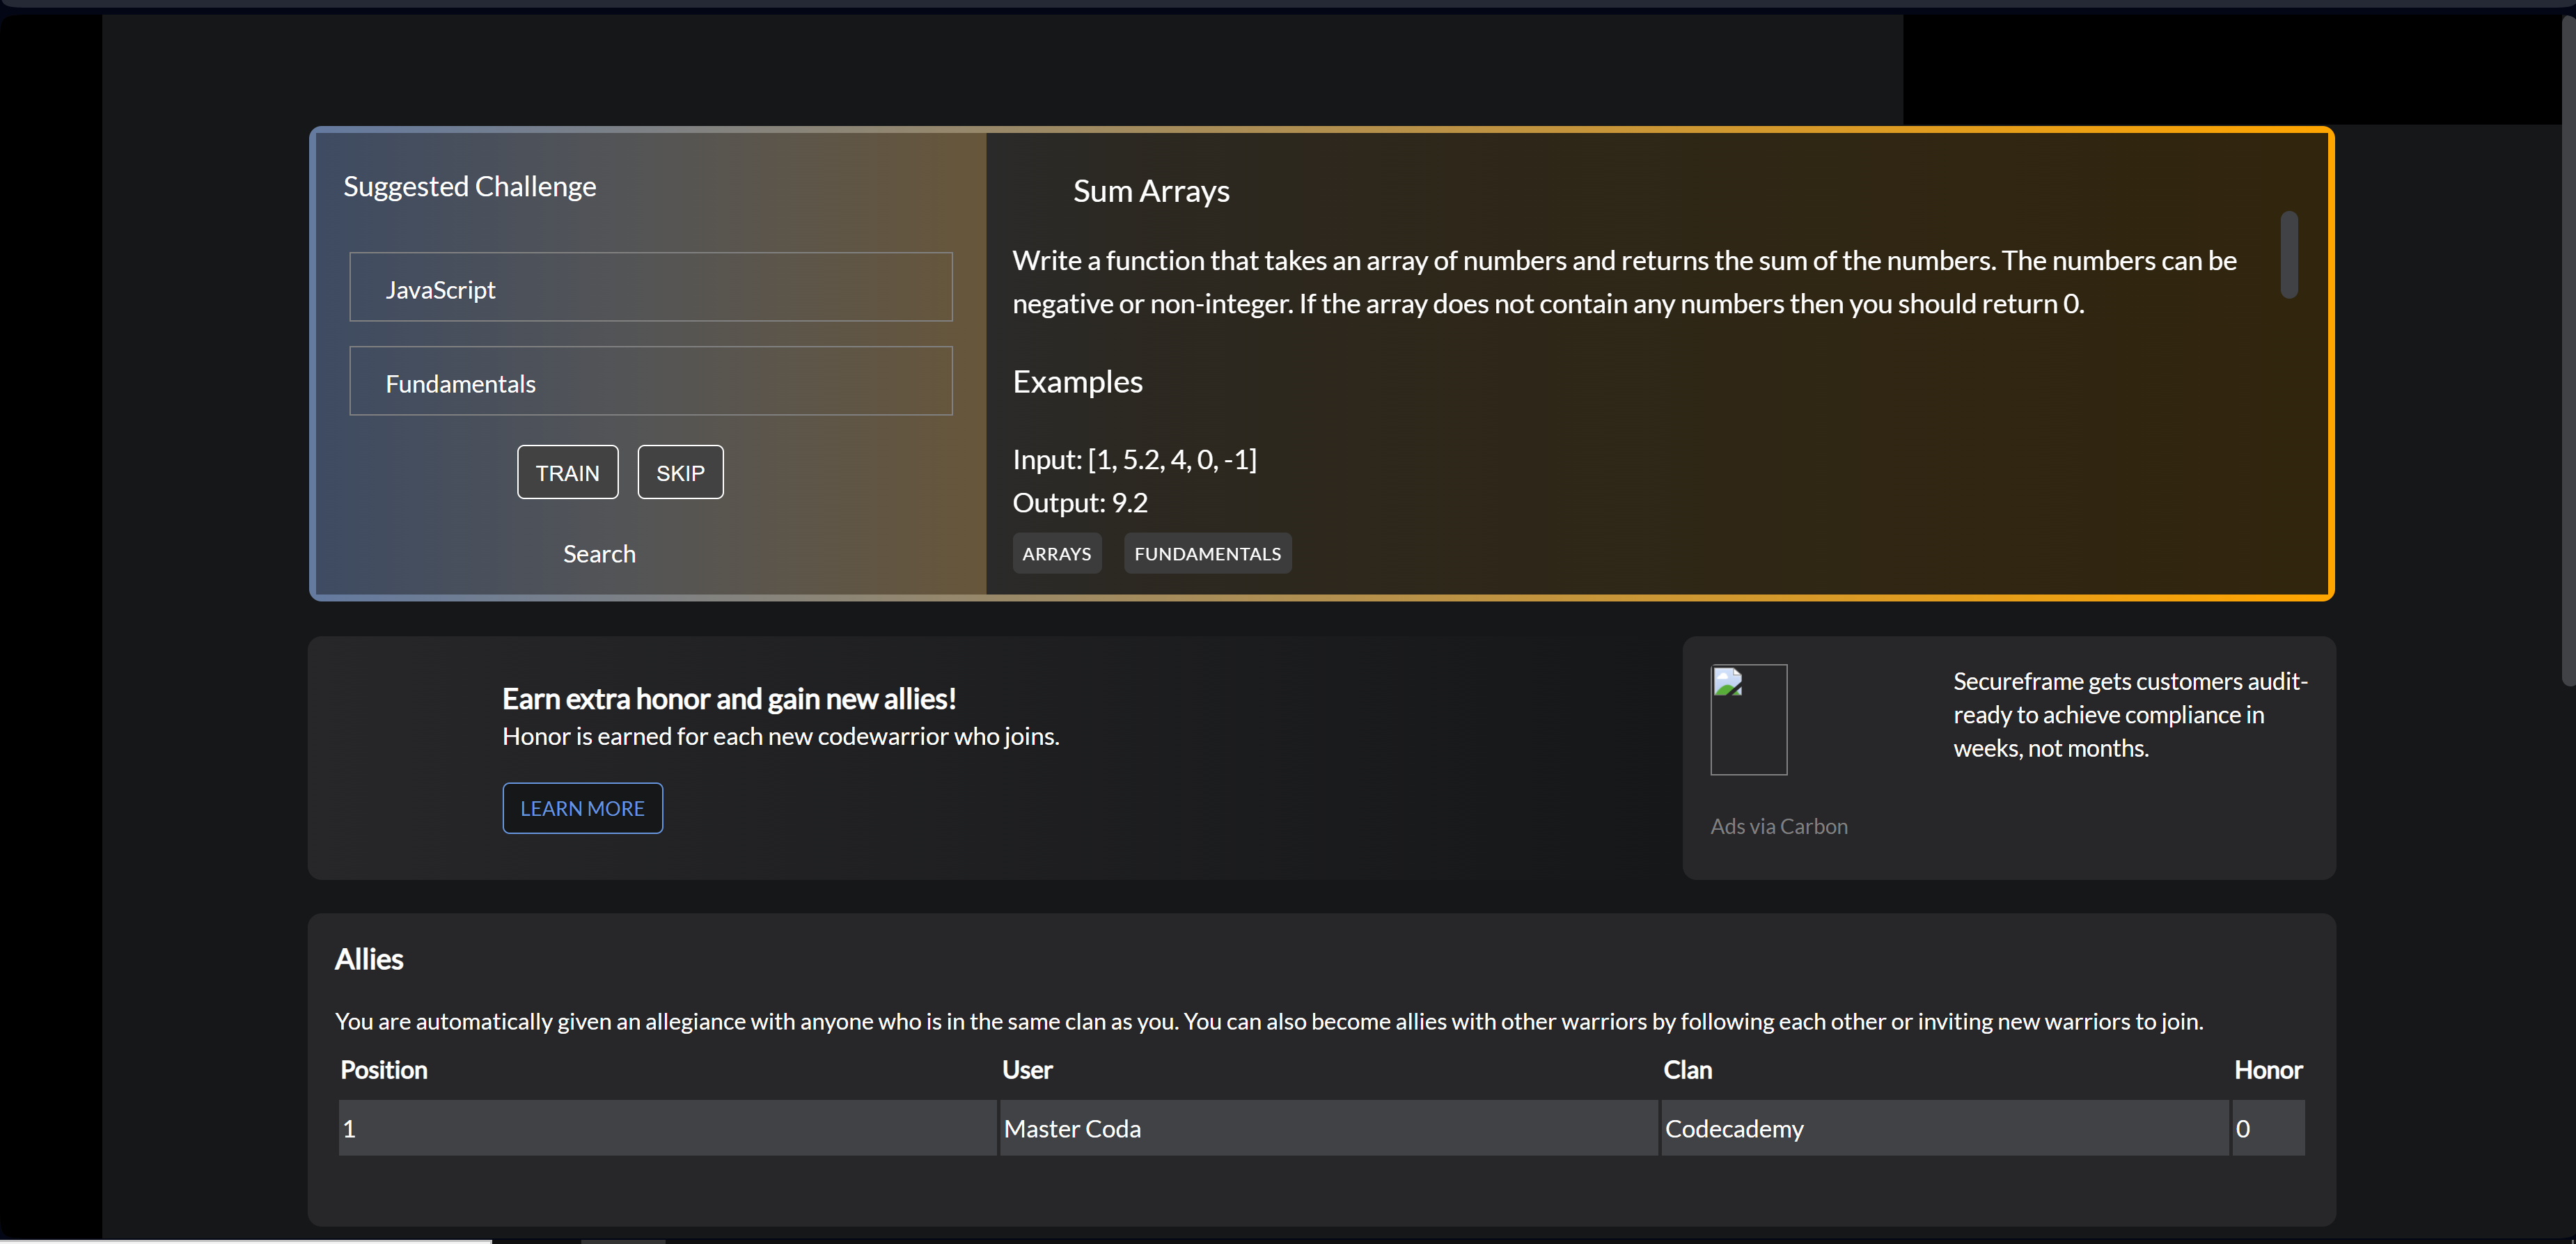 Suggested Challenge
JavaScript
Fundamentals
TRAIN
SKIP
Search
Sum Arrays
Write a function that takes an array of numbers and returns the sum of the numbers. The numbers can be
negative or non-integer. If the array does not contain any numbers then you should return 0.
Examples
Input: [1, 5.2, 4, 0, -1]
Output: 9.2
ARRAYS
FUNDAMENTALS
Earn extra honor and gain new allies!
Honor is earned for each new codewarrior who joins.
LEARN MORE
Secureframe gets customers audit-
ready to achieve compliance in
weeks, not months.
Ads via Carbon
Allies
You are automatically given an allegiance with anyone who is in the same clan as you. You can also become allies with other warriors by following each other or inviting new warriors to join.
Position User Clan Honor
1 Master Coda Codecademy 0